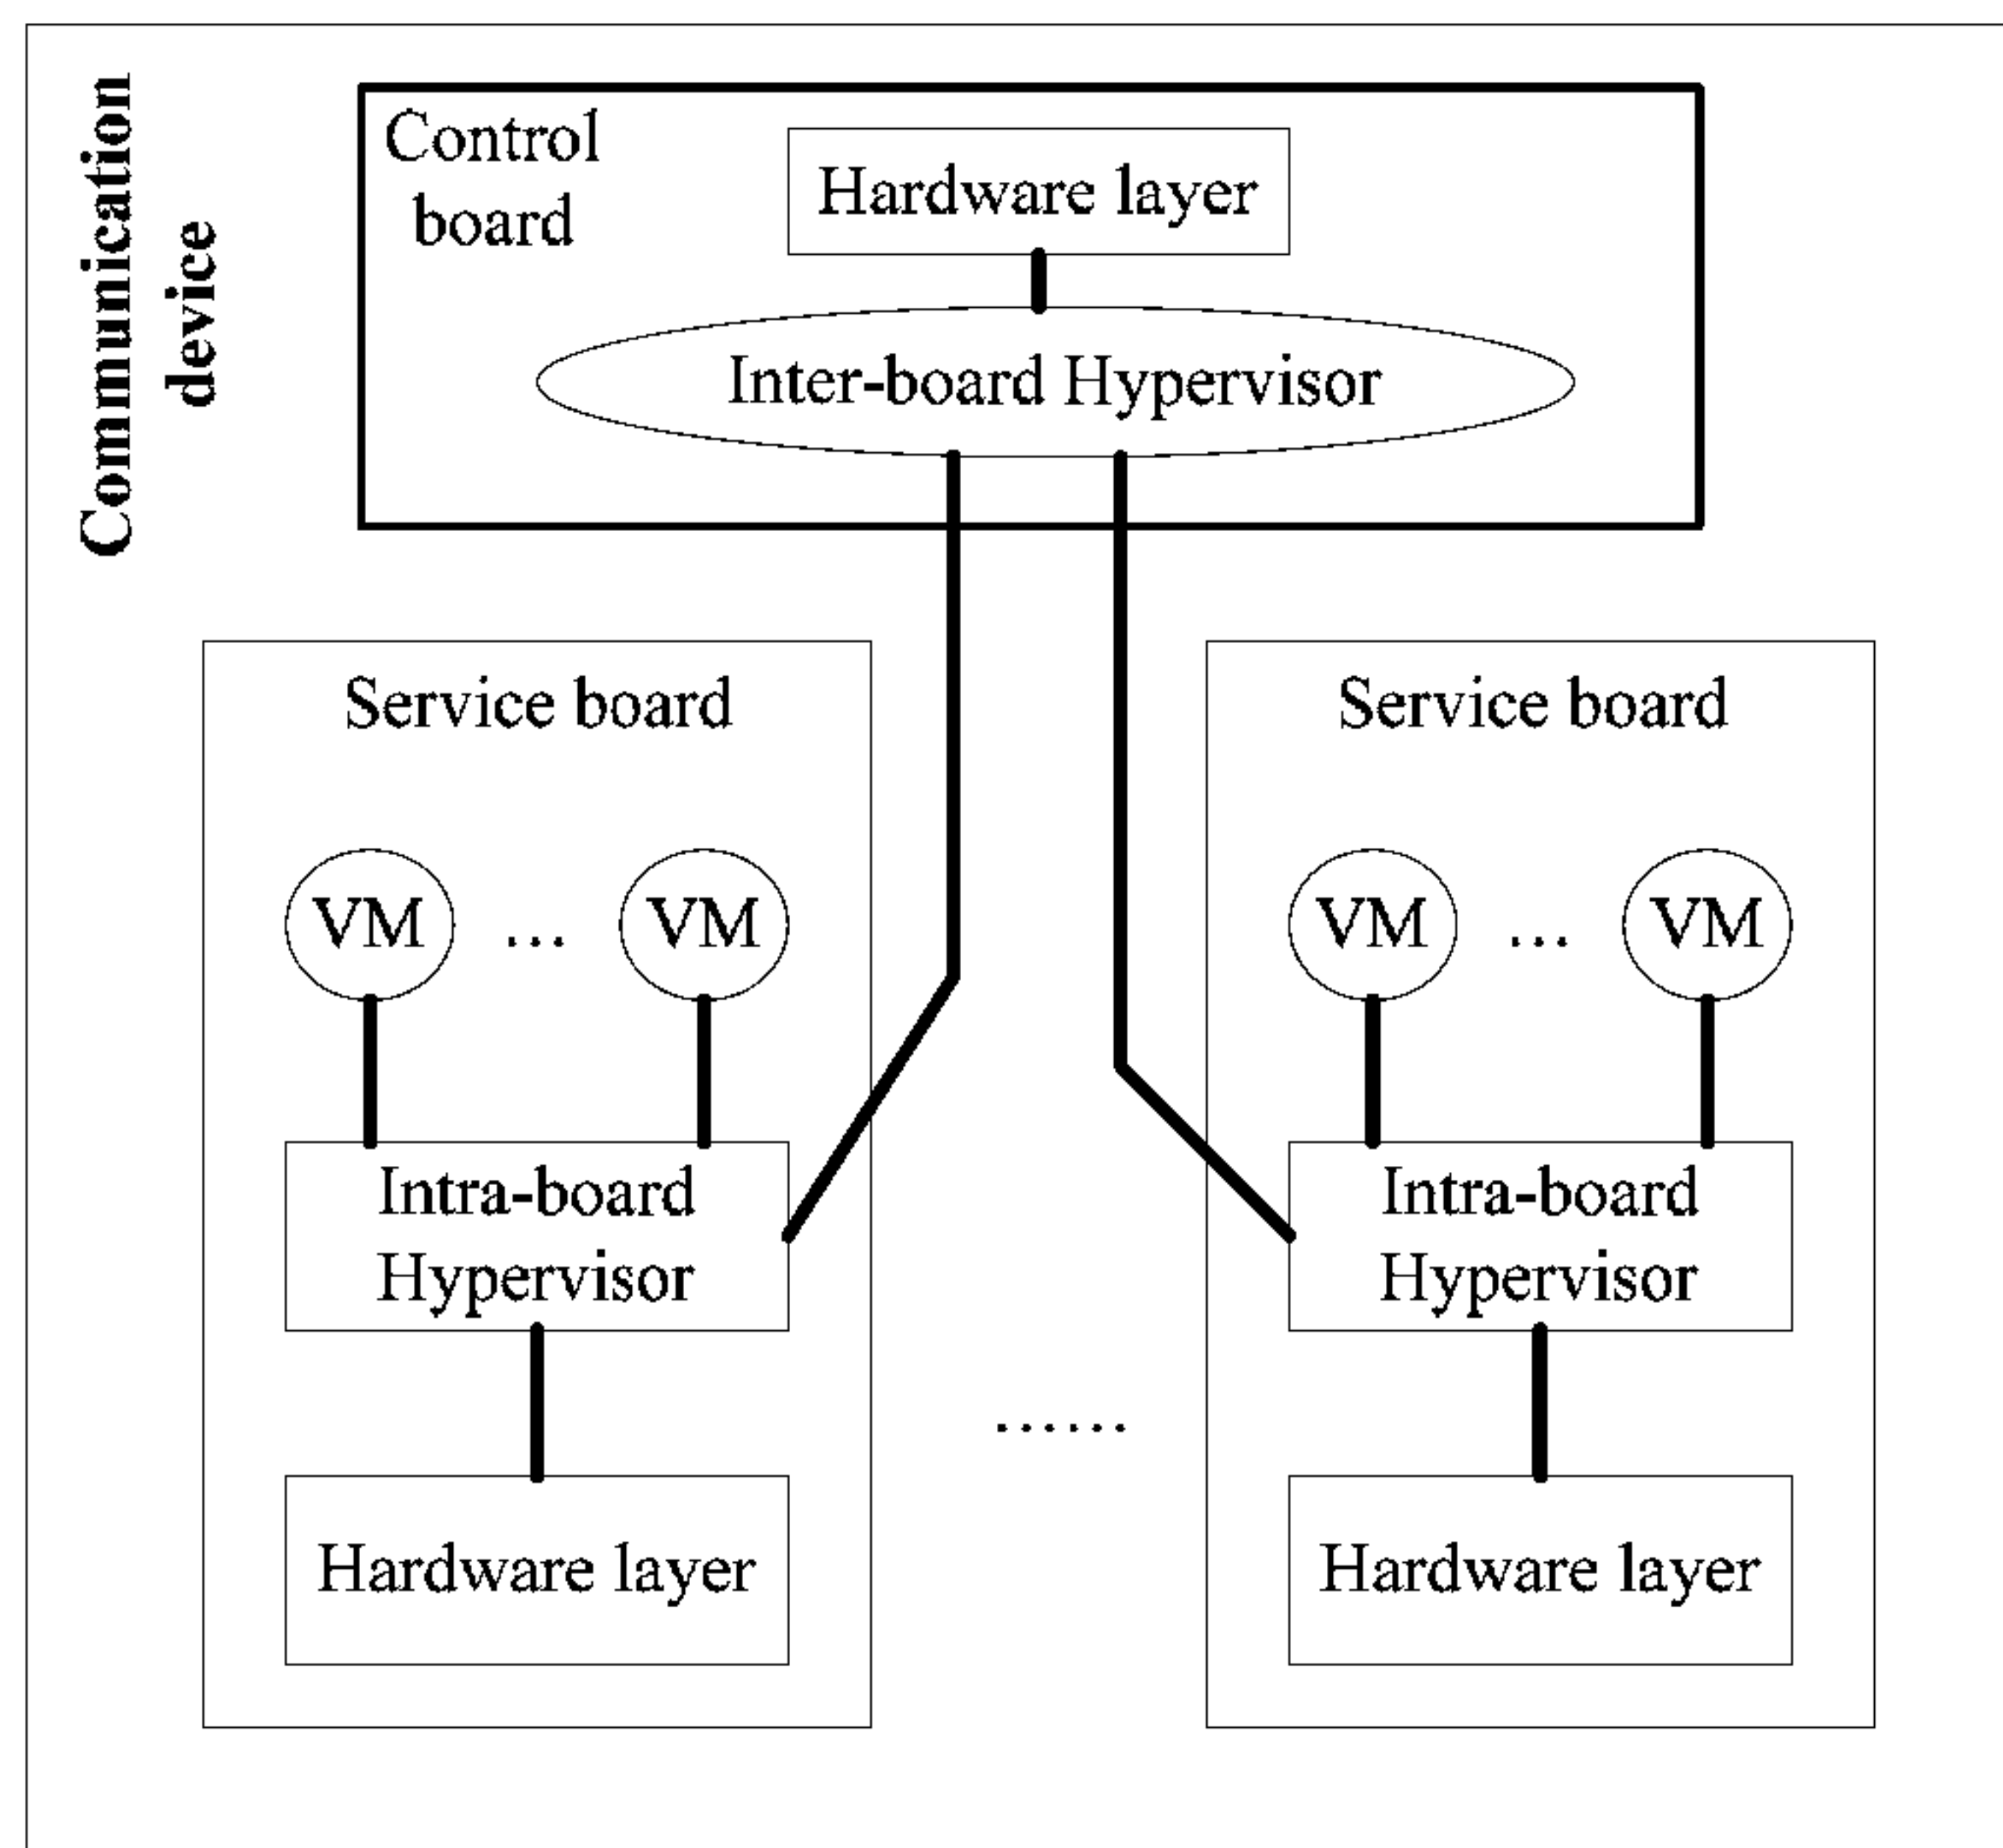 Communication
device
Control
board
Hardware layer
Inter-board Hypervisor
Service board
VM
...
VM
Intra-board
Hypervisor
Hardware layer
......
Service board
VM
...
VM
Intra-board
Hypervisor
Hardware layer